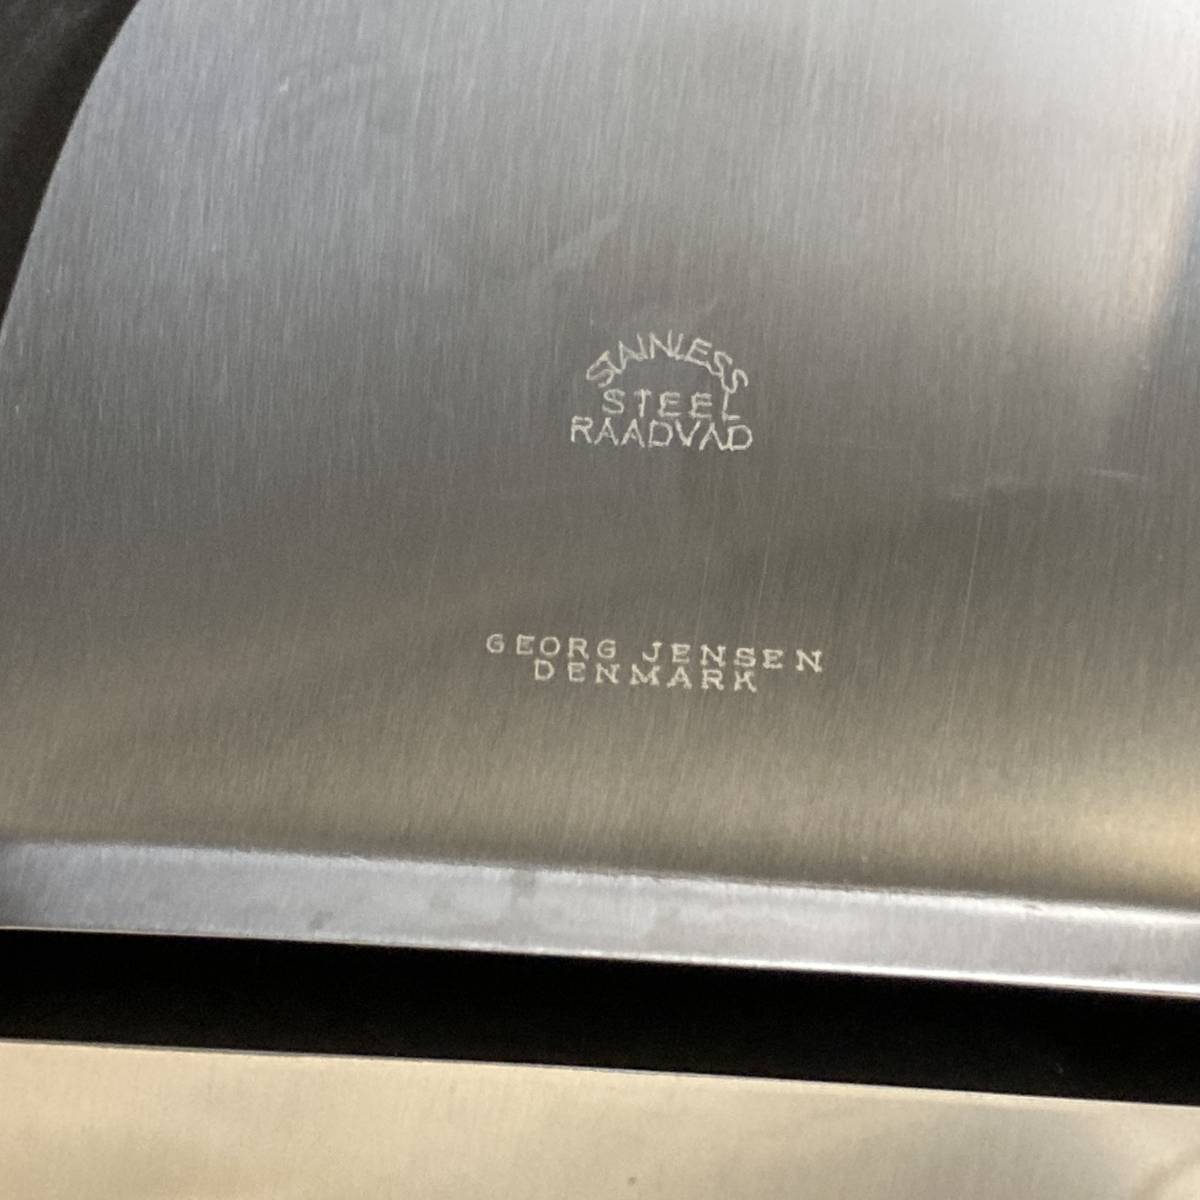 STAINLESS
STEEL
RAADVAD
GEORG JENSEN
DENMARK